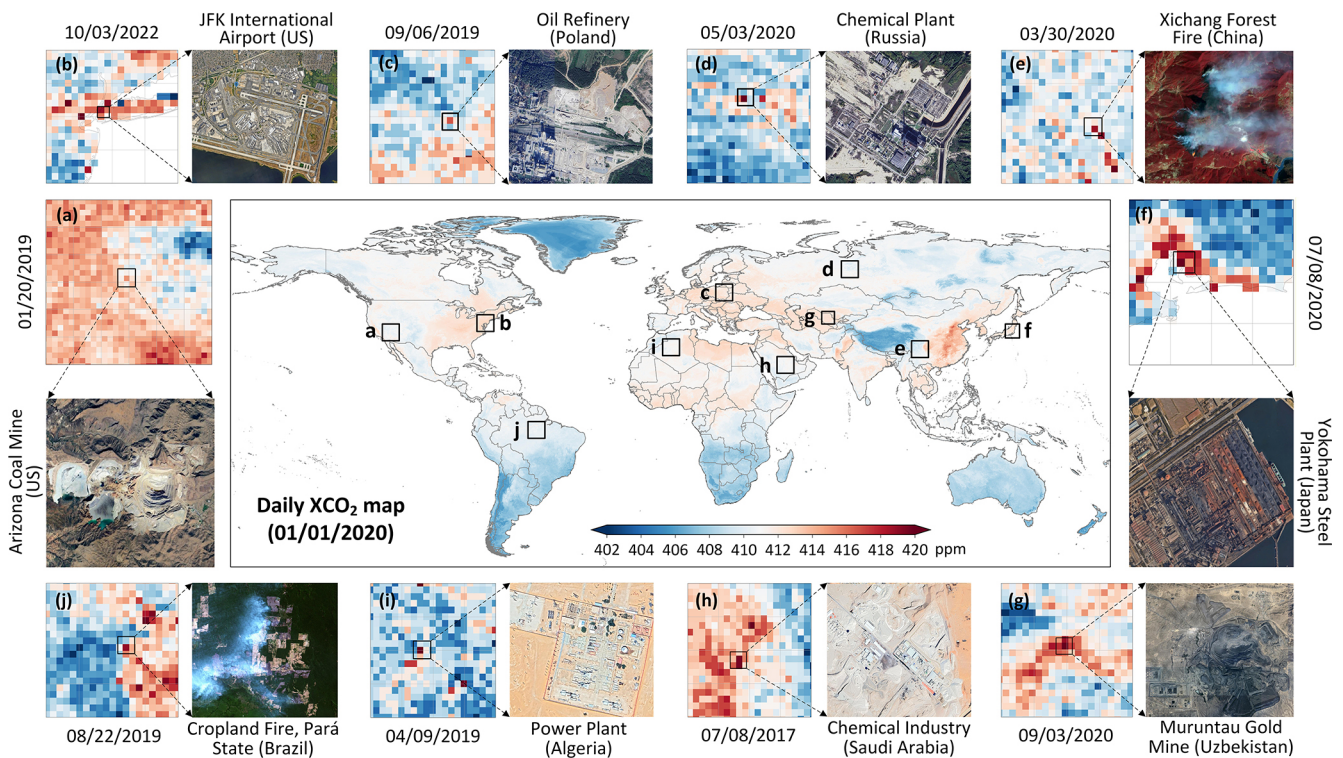 10/03/2022
JFK International
Airport (US)
(b)
09/06/2019
Oil Refinery
(Poland)
(c)
05/03/2020
Chemical Plant
(Russia)
(d)
03/30/2020
Xichang Forest
Fire (China)
(e)
01/20/2019
(a)
Arizona Coal Mine
(US)
a
b
c
d
e
f
g
h
i
j
Daily XCO₂ map
(01/01/2020)
402 404 406 408 410 412 414 416 418 420 ppm
(f)
07/08/2020
Yokohama Steel
Plant (Japan)
(j)
08/22/2019
Cropland Fire, Pará
State (Brazil)
(i)
04/09/2019
Power Plant
(Algeria)
(h)
07/08/2017
Chemical Industry
(Saudi Arabia)
(g)
09/03/2020
Muruntau Gold
Mine (Uzbekistan)